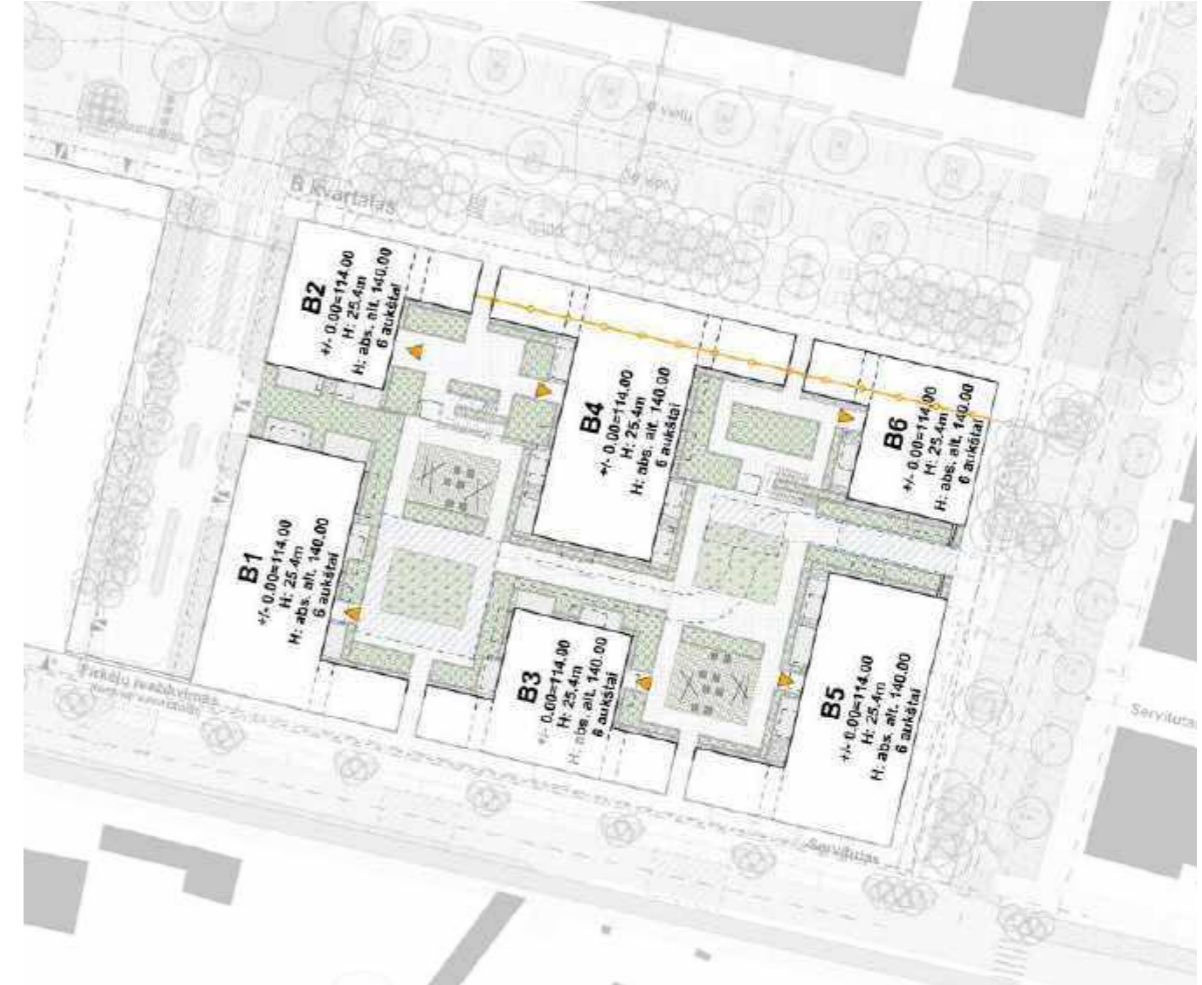 B kvartalas
B2
+/- 0.00=114.00
H: 25.4m
H: abs. alt. 140.00
6 aukštai
B4
+/- 0.00=114.00
H: 25.4m
H: abs. alt. 140.00
6 aukštai
B6
+/- 0.00=114.00
H: 25.4m
H: abs. alt. 140.00
6 aukštai
B1
+/- 0.00=114.00
H: 25.4m
H: abs. alt. 140.00
6 aukštai
B3
+/- 0.00=114.00
H: 25.4m
H: abs. alt. 140.00
6 aukštai
B5
+/- 0.00=114.00
H: 25.4m
H: abs. alt. 140.00
6 aukštai
Servitutas
Servitutas